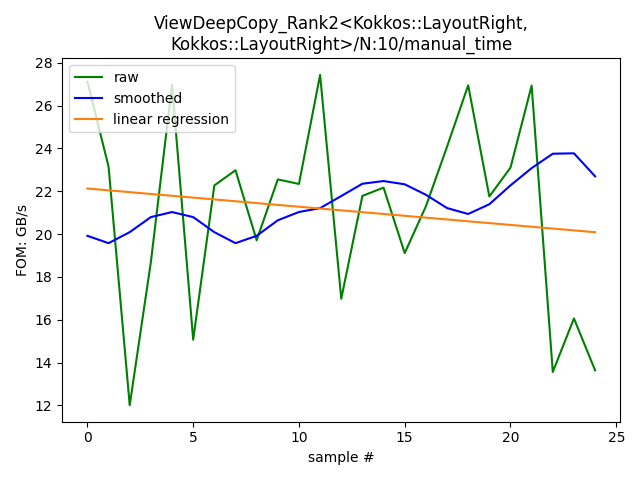 ViewDeepCopy_Rank2<Kokkos::LayoutRight,
Kokkos::LayoutRight>/N:10/manual_time
raw
smoothed
linear regression
FOM: GB/s
28
26
24
22
20
18
16
14
12
0
5
10
15
20
25
sample #